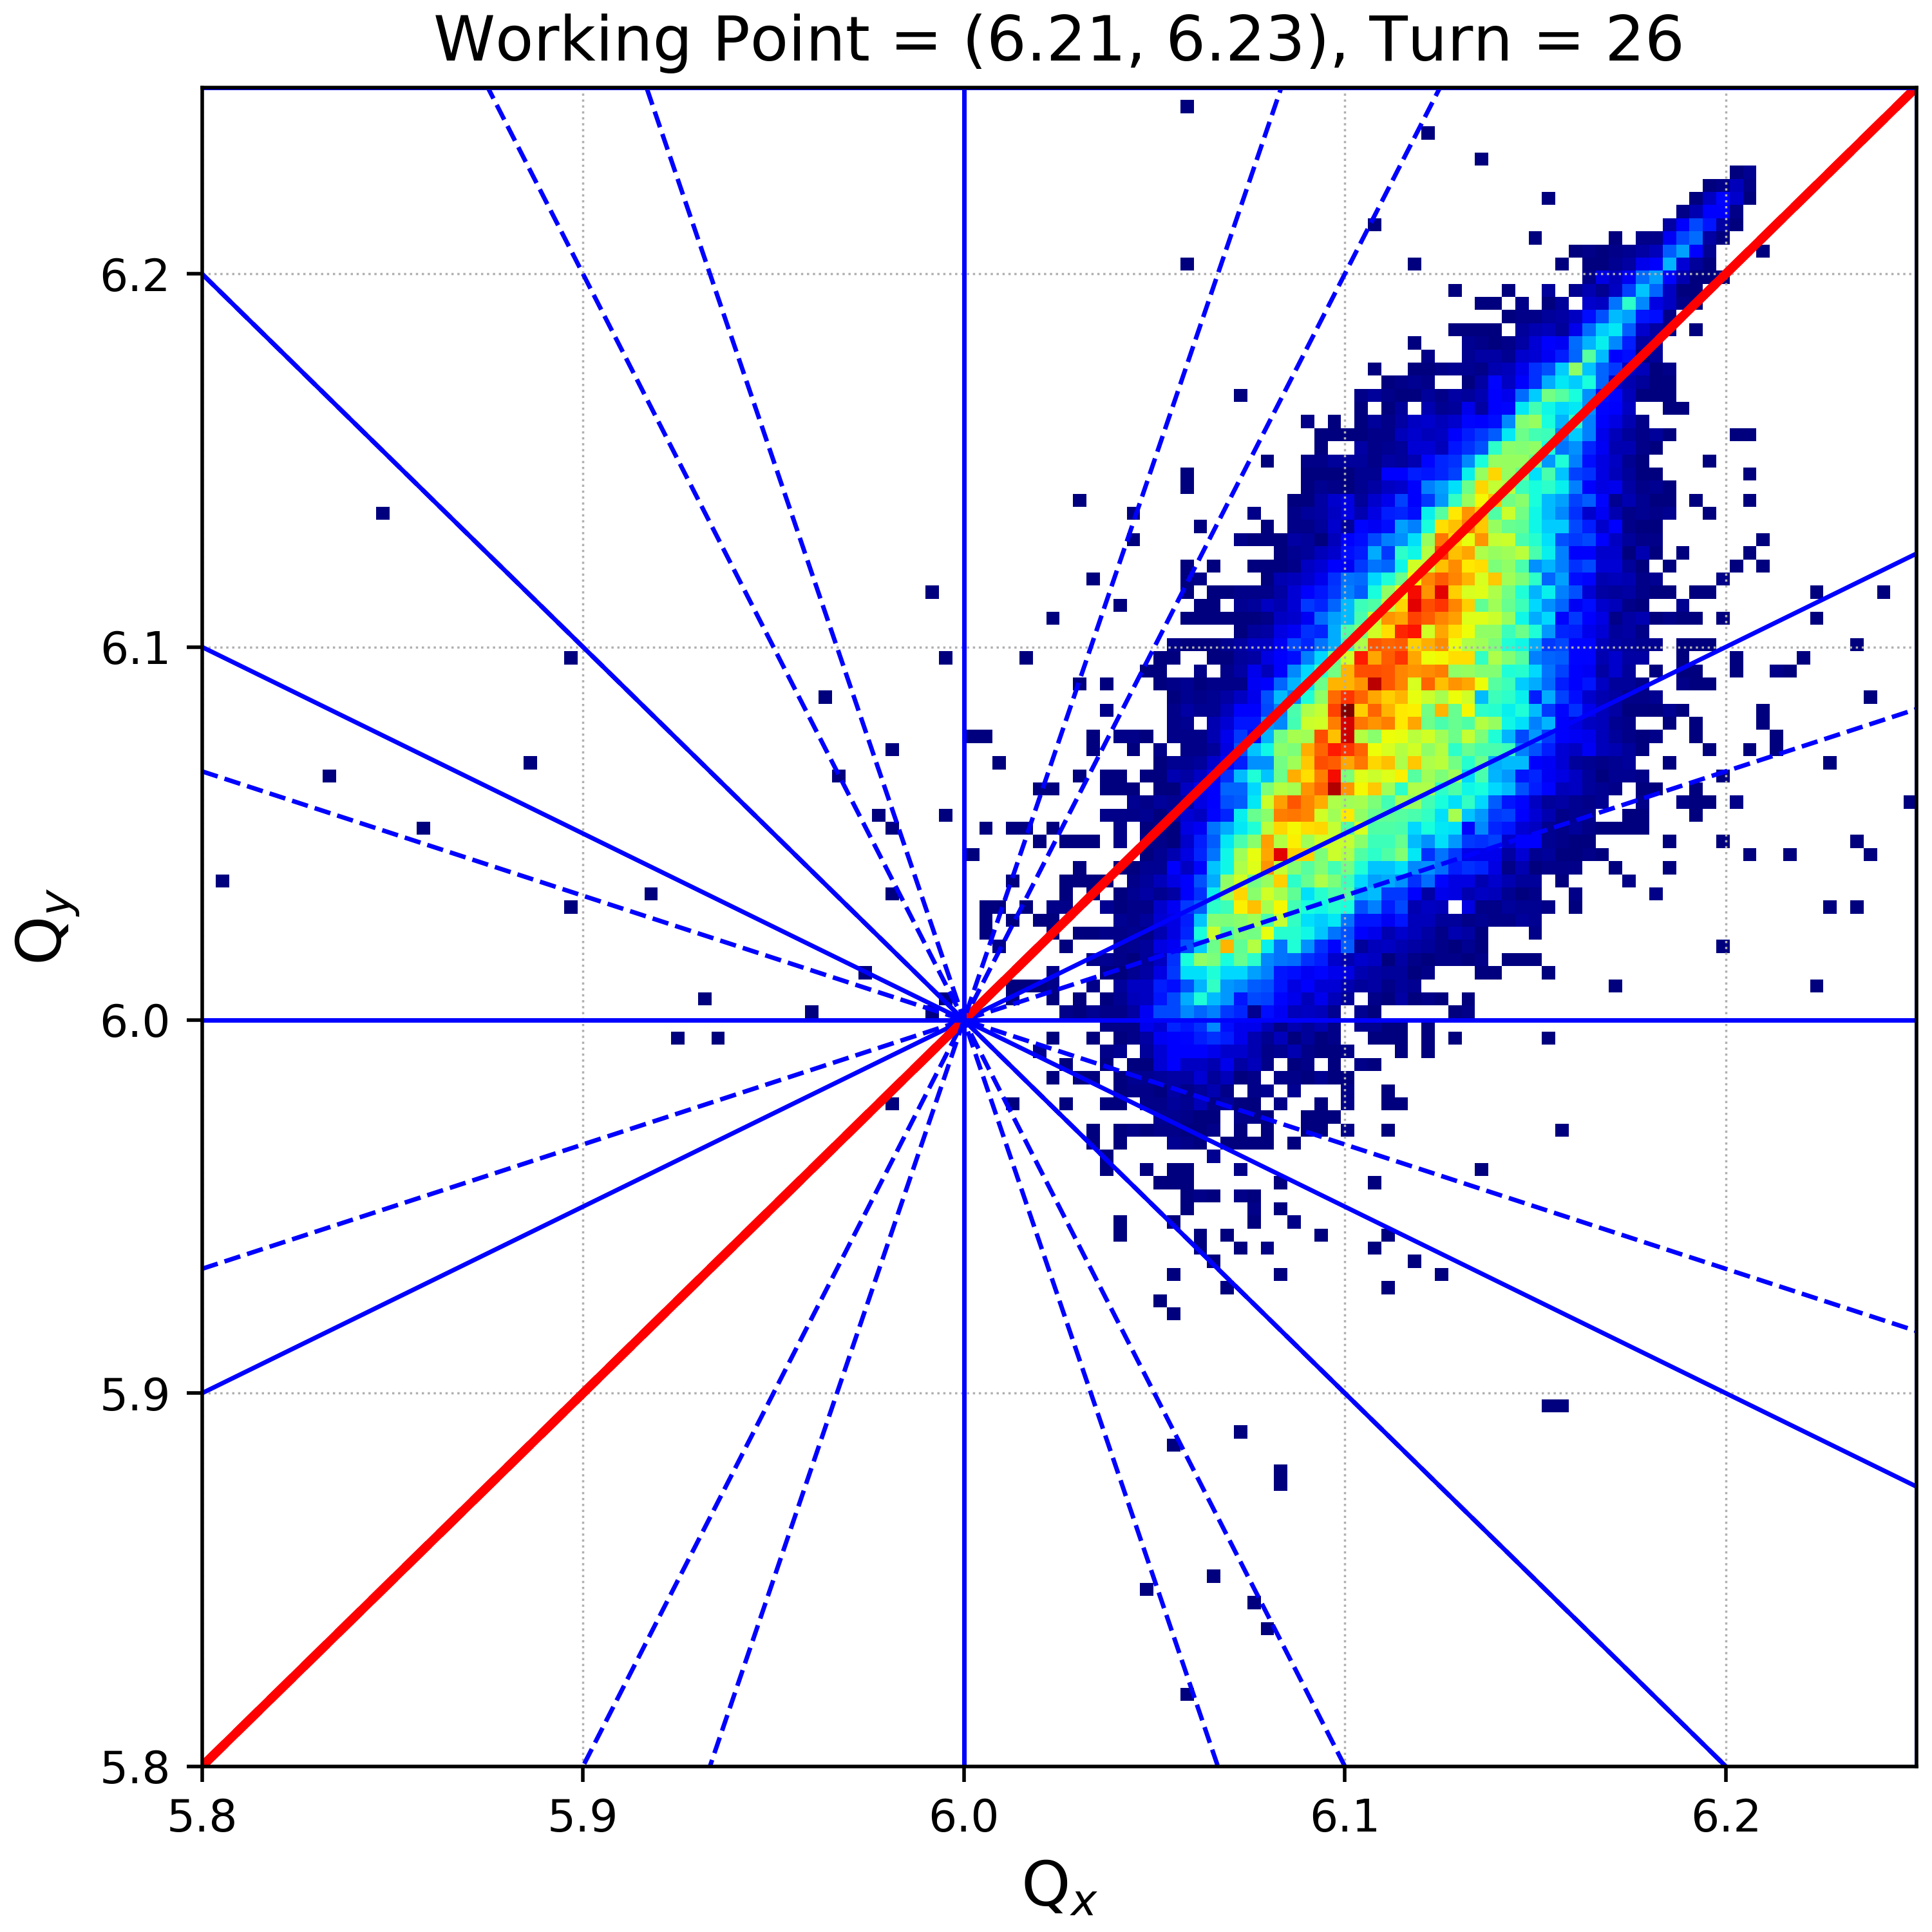 Working Point = (6.21, 6.23), Turn = 26
6.2
6.1
6.0
5.9
5.8
Qy
5.8 5.9 6.0 6.1 6.2
Qx